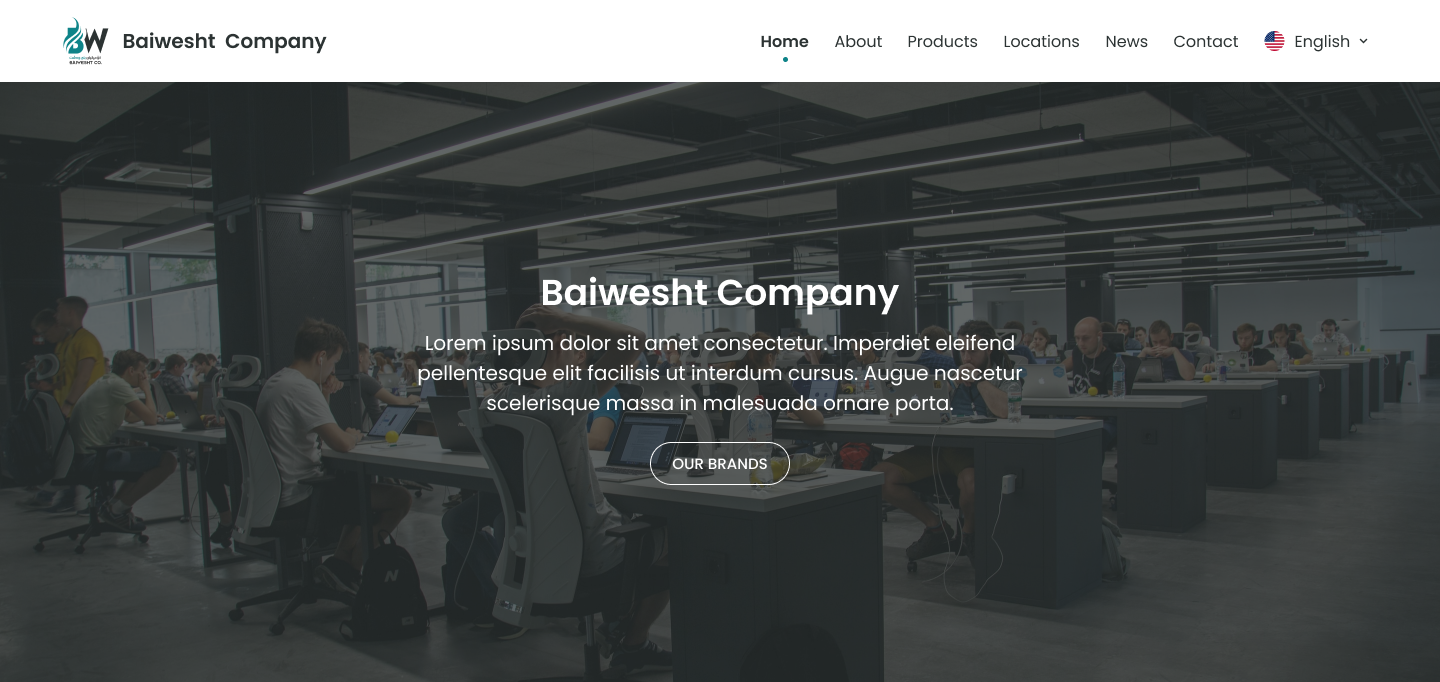 BW
BAIWESHT CO.
Baiwesht Company
Home
About
Products
Locations
News
Contact
English
Baiwesht Company
Lorem ipsum dolor sit amet consectetur. Imperdiet eleifend
pellentesque elit facilisis ut interdum cursus. Augue nascetur
scelerisque massa in malesuada ornare porta.
OUR BRANDS
N